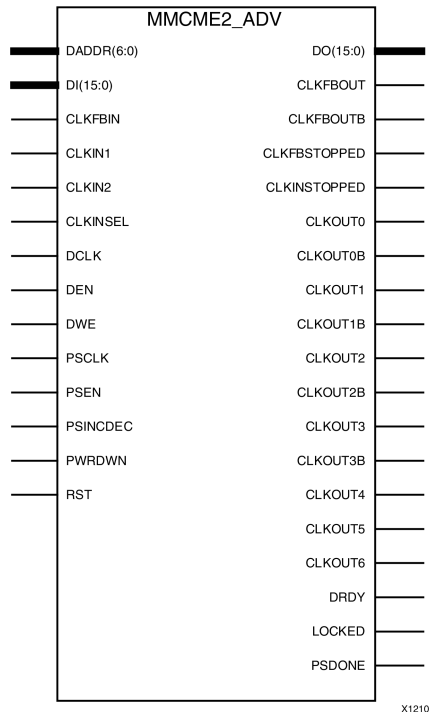 MMCME2_ADV
DADDR(6:0) DO(15:0)
DI(15:0) CLKFBOUT
CLKFBIN CLKFBOUTB
CLKIN1 CLKFBSTOPPED
CLKIN2 CLKINSTOPPED
CLKINSEL CLKOUT0
DCLK CLKOUT0B
DEN CLKOUT1
DWE CLKOUT1B
PSCLK CLKOUT2
PSEN CLKOUT2B
PSINCDEC CLKOUT3
PWRDWN CLKOUT3B
RST CLKOUT4
CLKOUT5
CLKOUT6
DRDY
LOCKED
PSDONE
X1210